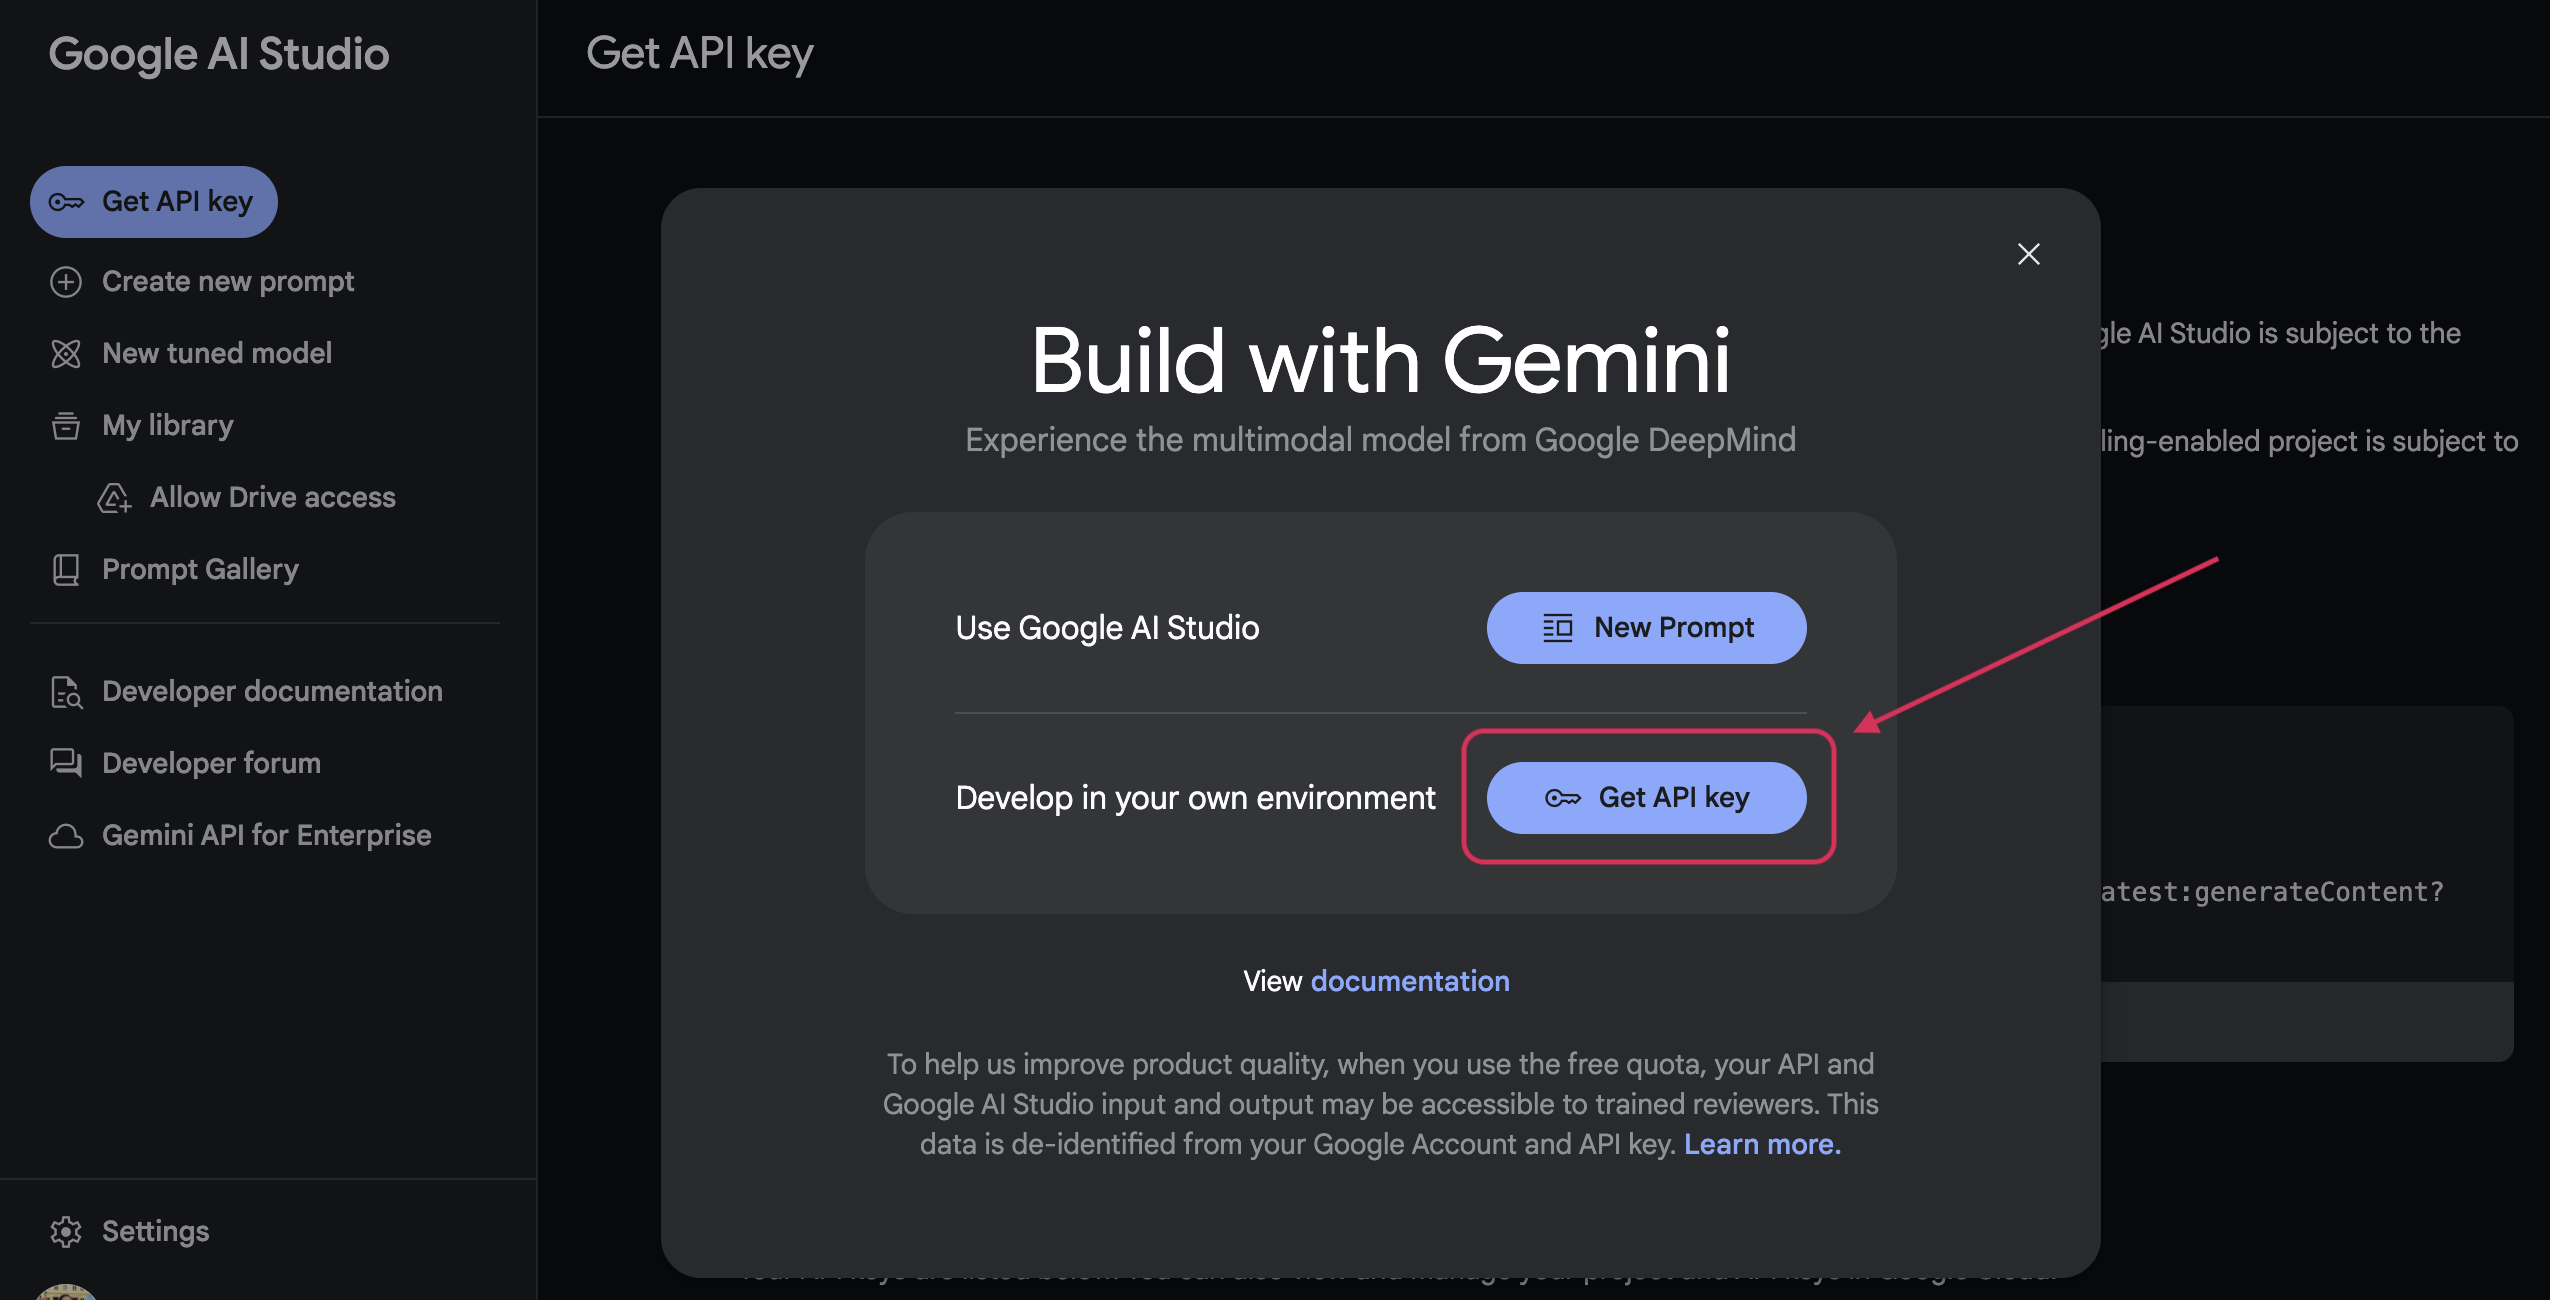 Google AI Studio
Get API key
Get API key
Create new prompt
New tuned model
My library
Allow Drive access
Prompt Gallery
Developer documentation
Developer forum
Gemini API for Enterprise
Settings
Build with Gemini
Experience the multimodal model from Google DeepMind
Use Google AI Studio
New Prompt
Develop in your own environment
Get API key
View documentation
To help us improve product quality, when you use the free quota, your API and
Google AI Studio input and output may be accessible to trained reviewers. This
data is de-identified from your Google Account and API key. Learn more.
AI Studio is subject to the
project is subject to
:generateContent?